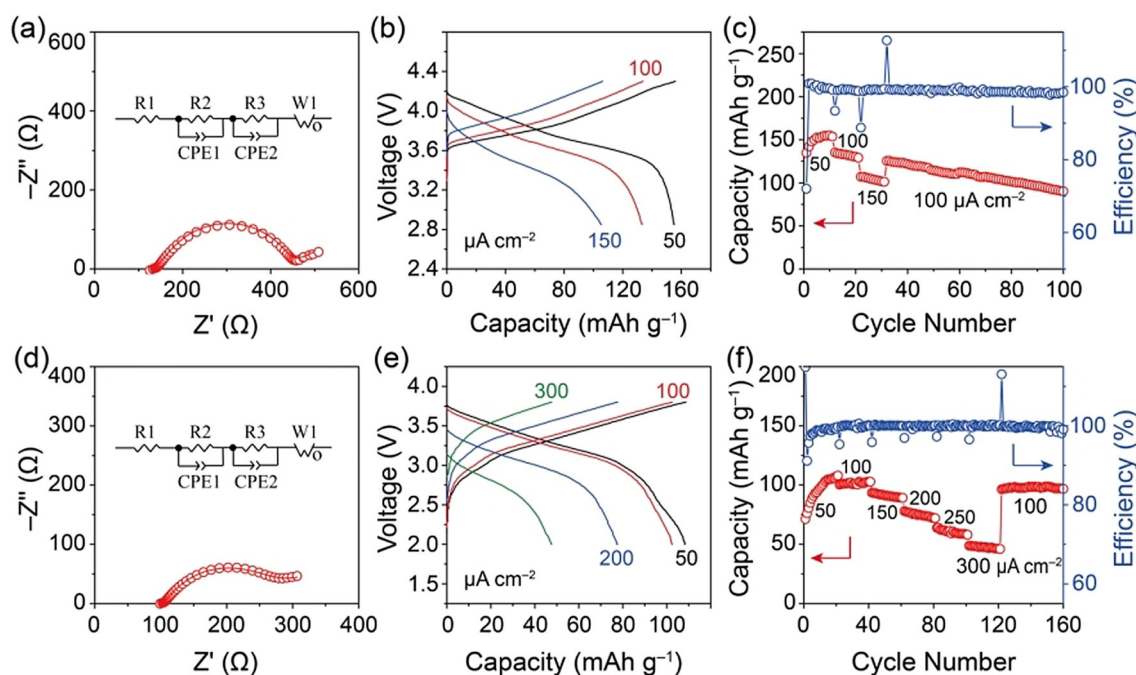 (a)
600
400
200
0
0 200 400 600
−Z'' (Ω)
Z' (Ω)
R1 R2 R3 W1
CPE1 CPE2
(b)
4.8
4.2
3.6
3.0
2.4
0 40 80 120 160
Voltage (V)
Capacity (mAh g⁻¹)
100
μA cm⁻²
150
50
(c)
250
200
150
100
50
0
0 20 40 60 80 100
Capacity (mAh g⁻¹)
Cycle Number
100
80
60
Efficiency (%)
50
100
150
100 μA cm⁻²
(d)
400
300
200
100
0
0 100 200 300 400
−Z'' (Ω)
Z' (Ω)
R1 R2 R3 W1
CPE1 CPE2
(e)
4.0
3.5
3.0
2.5
2.0
1.5
0 20 40 60 80 100 120
Voltage (V)
Capacity (mAh g⁻¹)
300
100
μA cm⁻²
200
50
(f)
200
150
100
50
0
0 40 80 120 160
Capacity (mAh g⁻¹)
Cycle Number
100
80
60
Efficiency (%)
50
100
150
200
250
300 μA cm⁻²
100